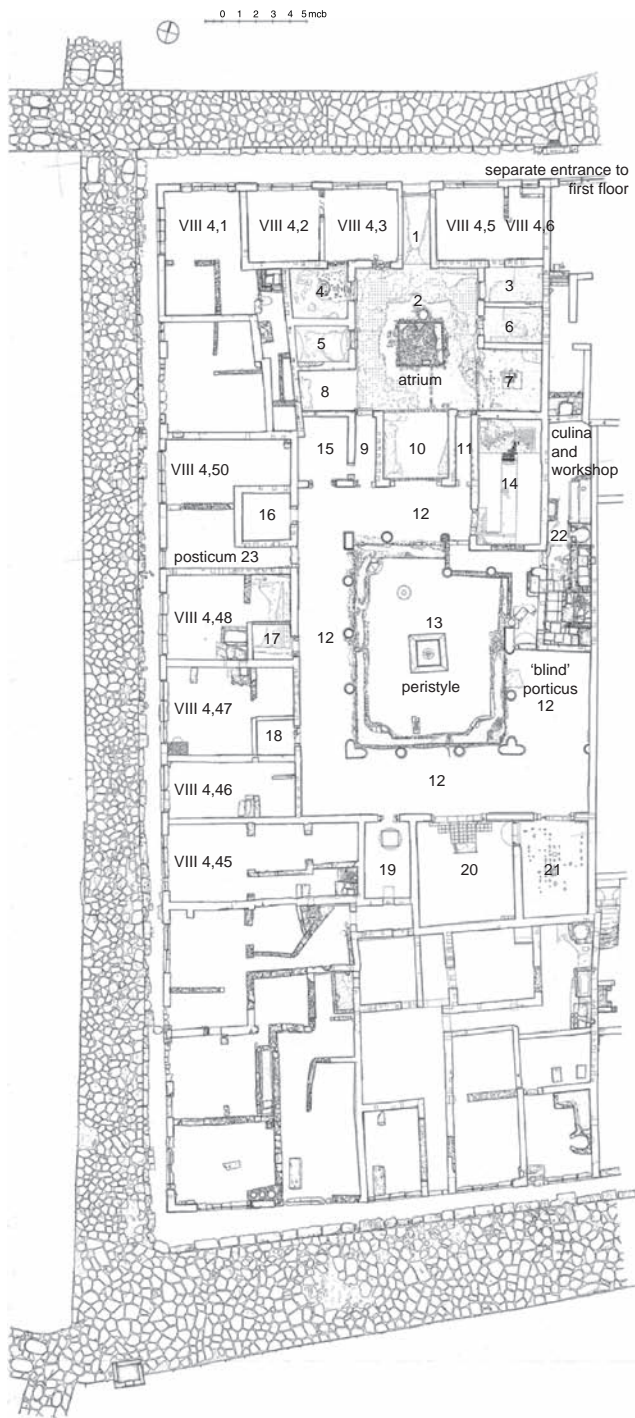 0 1 2 3 4 5 mcb
separate entrance to
first floor
VIII 4,1
VIII 4,2
VIII 4,3
1
VIII 4,5
VIII 4,6
4
2
3
5
6
atrium
8
7
15
9
10
11
culina
and
workshop
VIII 4,50
14
16
12
22
posticum 23
VIII 4,48
12
13
17
'blind'
porticus
12
peristyle
VIII 4,47
18
12
VIII 4,46
VIII 4,45
19
20
21